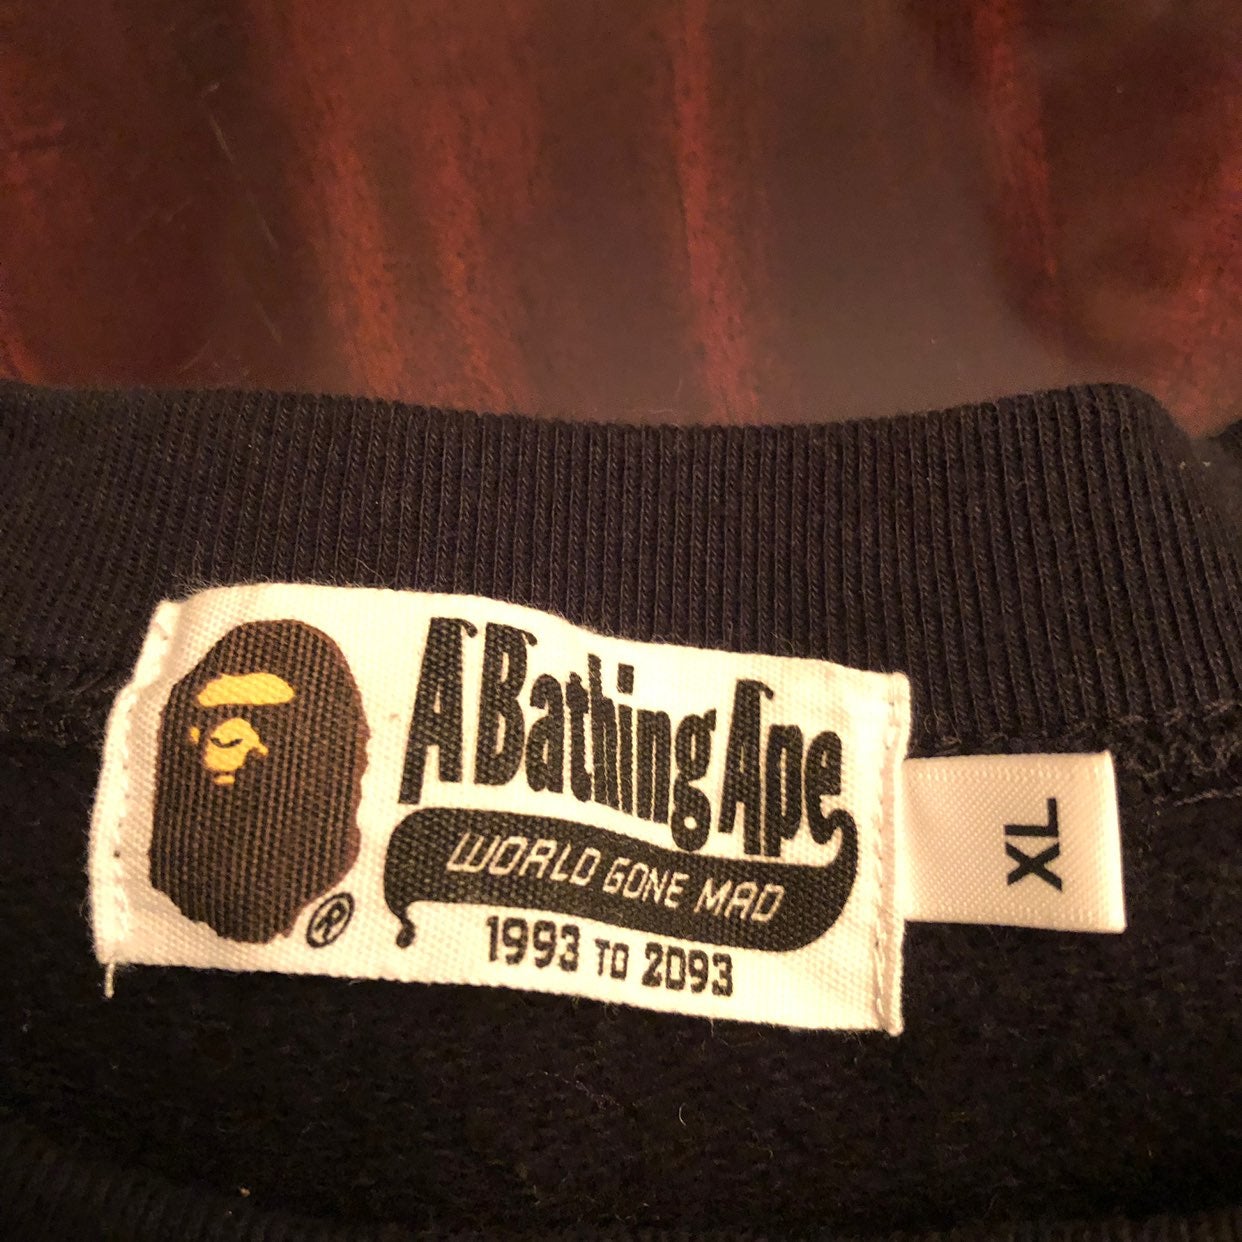 A Bathing Ape
WORLD GONE MAD
1993 TO 2093
®
XL